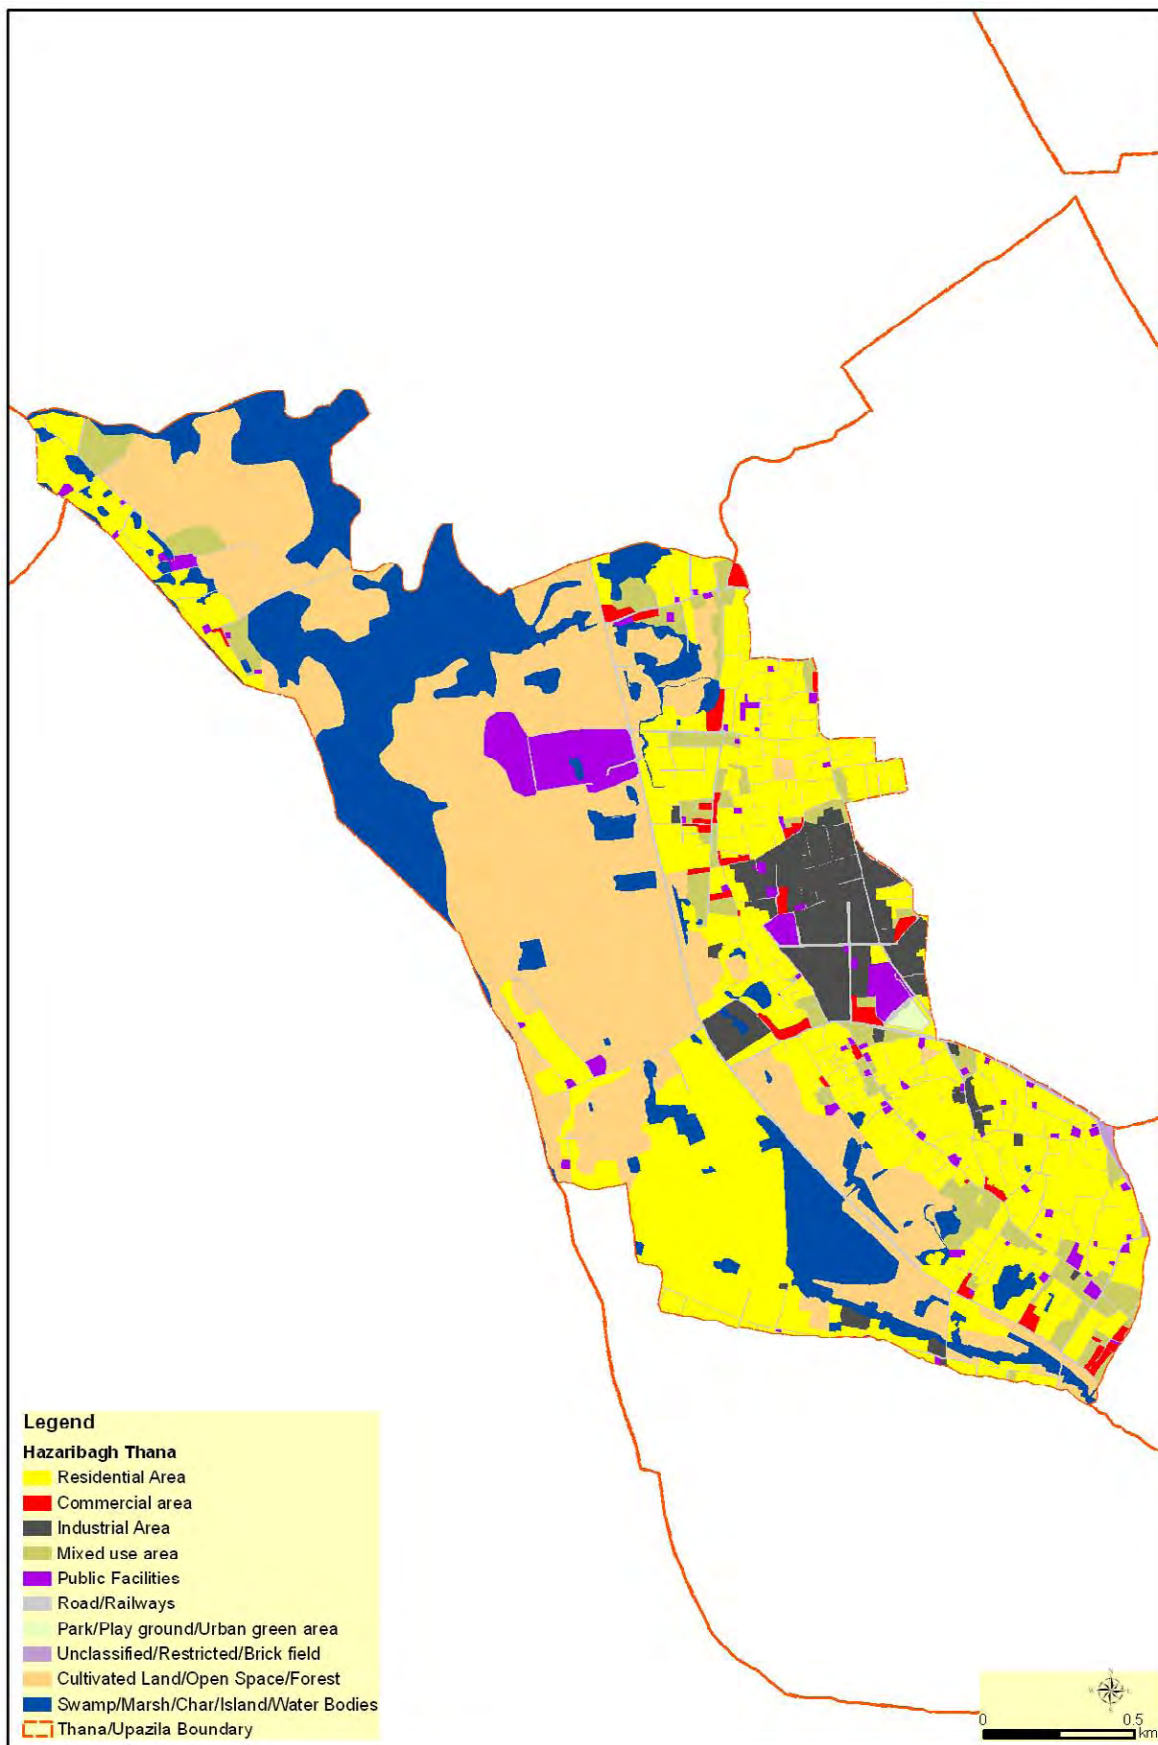 Legend
Hazaribagh Thana
Residential Area
Commercial area
Industrial Area
Mixed use area
Public Facilities
Road/Railways
Park/Play ground/Urban green area
Unclassified/Restricted/Brick field
Cultivated Land/Open Space/Forest
Swamp/Marsh/Char/Island/Water Bodies
Thana/Upazila Boundary
N
W E
S
0 0.5
km